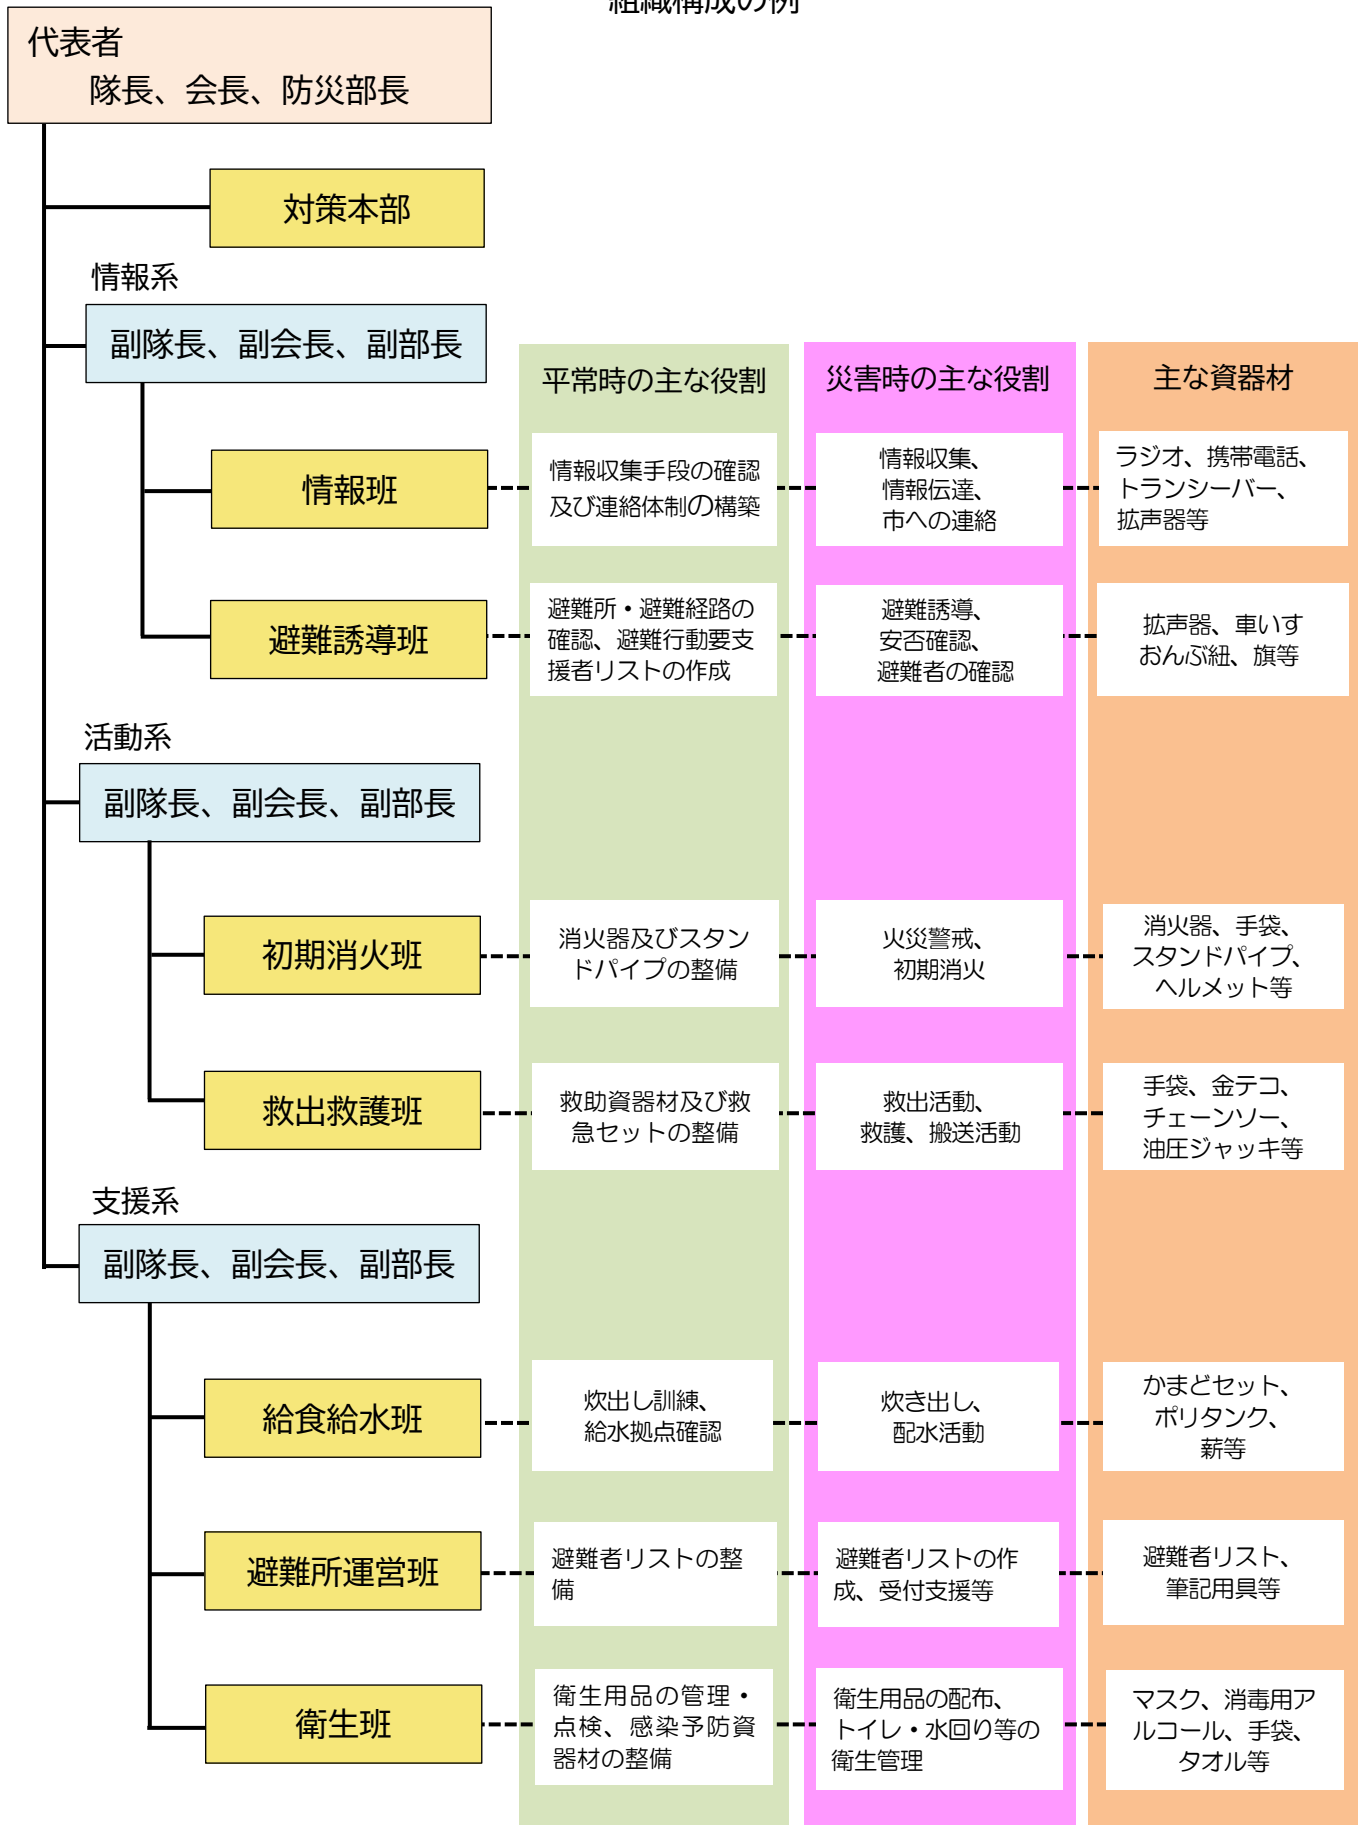 組織構成の例
代表者
隊長、会長、防災部長
対策本部
情報系
副隊長、副会長、副部長
平常時の主な役割
災害時の主な役割
主な資器材
情報班
情報収集手段の確認
及び連絡体制の構築
情報収集、
情報伝達、
市への連絡
ラジオ、携帯電話、
トランシーバー、
拡声器等
避難誘導班
避難所・避難経路の
確認、避難行動要支
援者リストの作成
避難誘導、
安否確認、
避難者の確認
拡声器、車いす
おんぶ紐、旗等
活動系
副隊長、副会長、副部長
初期消火班
消火器及びスタン
ドパイプの整備
火災警戒、
初期消火
消火器、手袋、
スタンドパイプ、
ヘルメット等
救出救護班
救助資器材及び救
急セットの整備
救出活動、
救護、搬送活動
手袋、金テコ、
チェーンソー、
油圧ジャッキ等
支援系
副隊長、副会長、副部長
給食給水班
炊出し訓練、
給水拠点確認
炊き出し、
配水活動
かまどセット、
ポリタンク、
薪等
避難所運営班
避難者リストの整
備
避難者リストの作
成、受付支援等
避難者リスト、
筆記用具等
衛生班
衛生用品の管理・
点検、感染予防資
器材の整備
衛生用品の配布、
トイレ・水回り等の
衛生管理
マスク、消毒用ア
ルコール、手袋、
タオル等